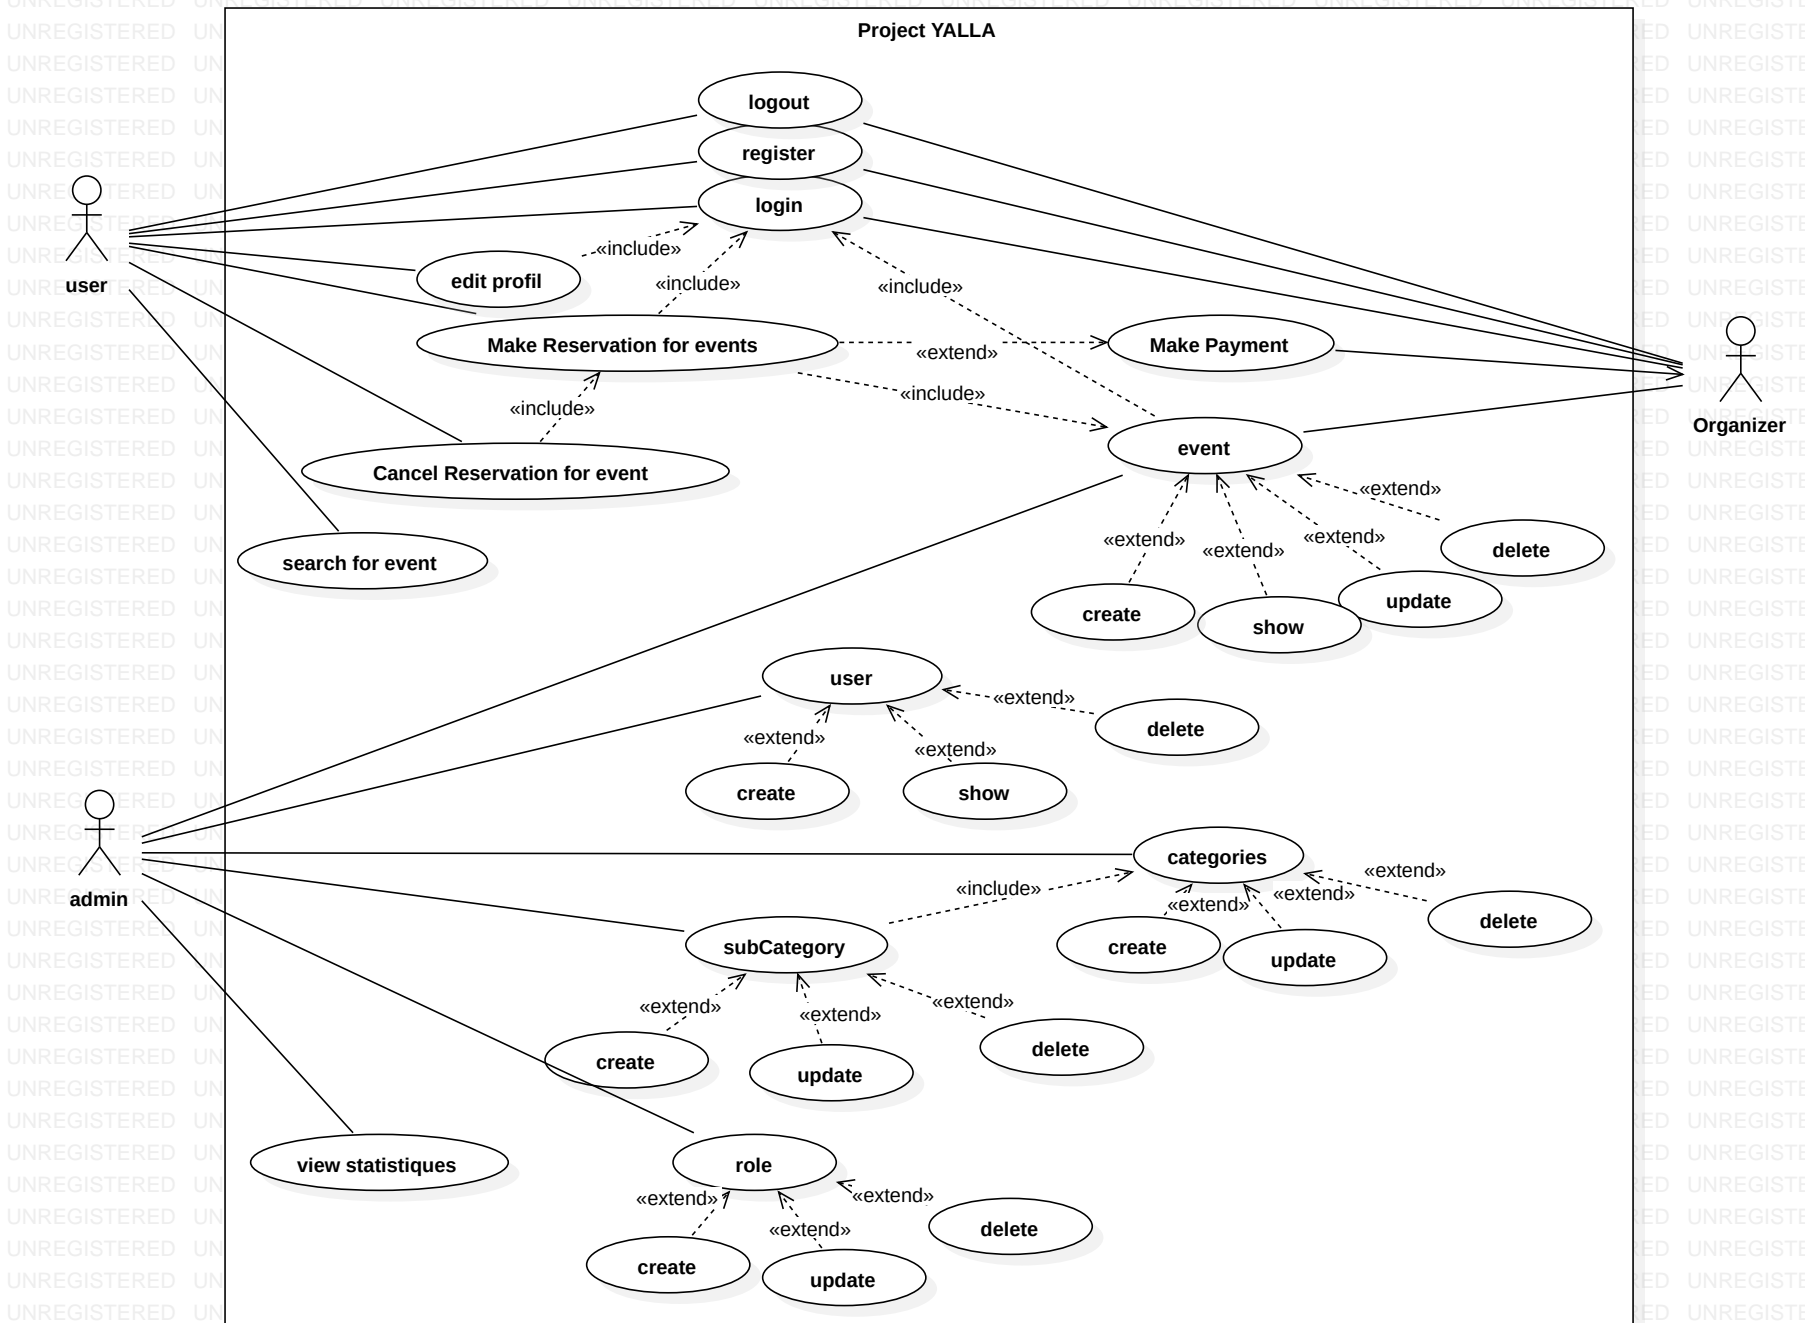 Project YALLA
logout
register
login
«include»
edit profil
user
«include»
«include»
Make Reservation for events
«extend»
Make Payment
«include»
«include»
Organizer
event
Cancel Reservation for event
«extend»
«extend»
«extend»
«extend»
delete
search for event
update
create
show
user
«extend»
delete
«extend»
«extend»
create
show
categories
«extend»
«include»
«extend»
«extend»
admin
delete
subCategory
create
update
«extend»
«extend»
«extend»
delete
create
update
view statistiques
role
«extend»
«extend»
«extend»
delete
create
update
UNREGISTERED